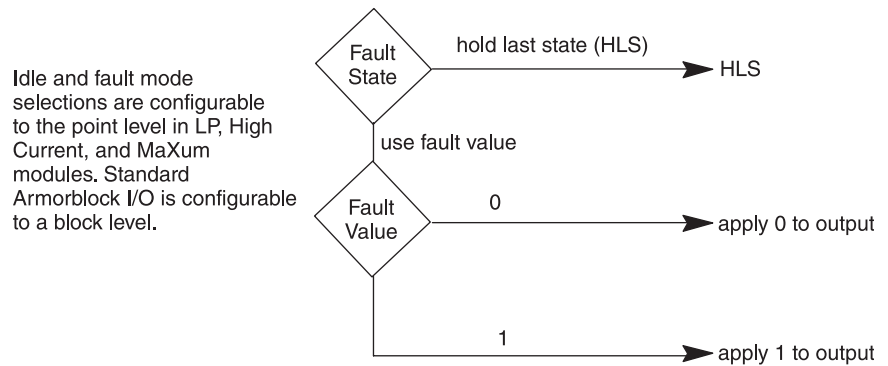 Idle and fault mode
selections are configurable
to the point level in LP, High
Current, and MaXum
modules. Standard
Armorblock I/O is configurable
to a block level.
Fault
State
hold last state (HLS)
HLS
use fault value
Fault
Value
0
apply 0 to output
1
apply 1 to output